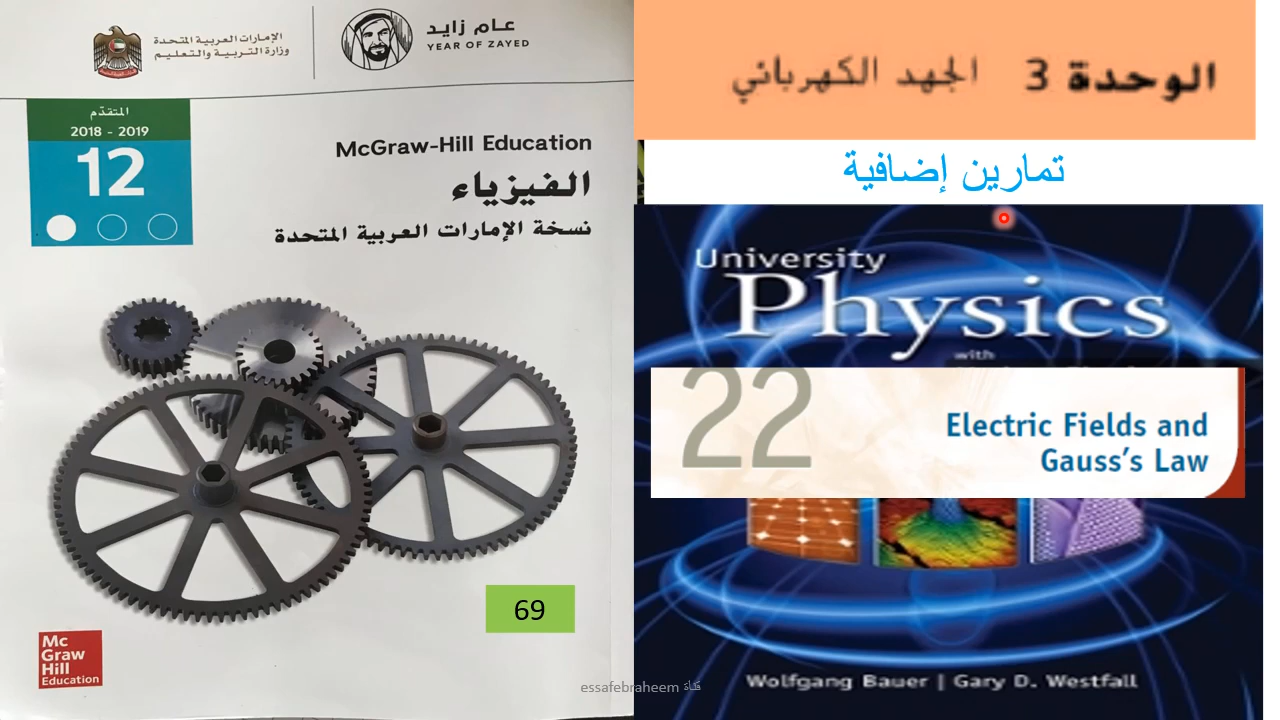 الإمارات العربية المتحدة
وزارة التربية والتعليم
عام زايد
YEAR OF ZAYED
المتقدّم
2018 - 2019
12
McGraw-Hill Education
الفيزياء
نسخة الإمارات العربية المتحدة
69
Mc
Graw
Hill
Education
الوحدة 3 الجهد الكهربائي
تمارين إضافية
University
Physics
with
22
Electric Fields and
Gauss's Law
Wolfgang Bauer | Gary D. Westfall
essafebraheem قناة